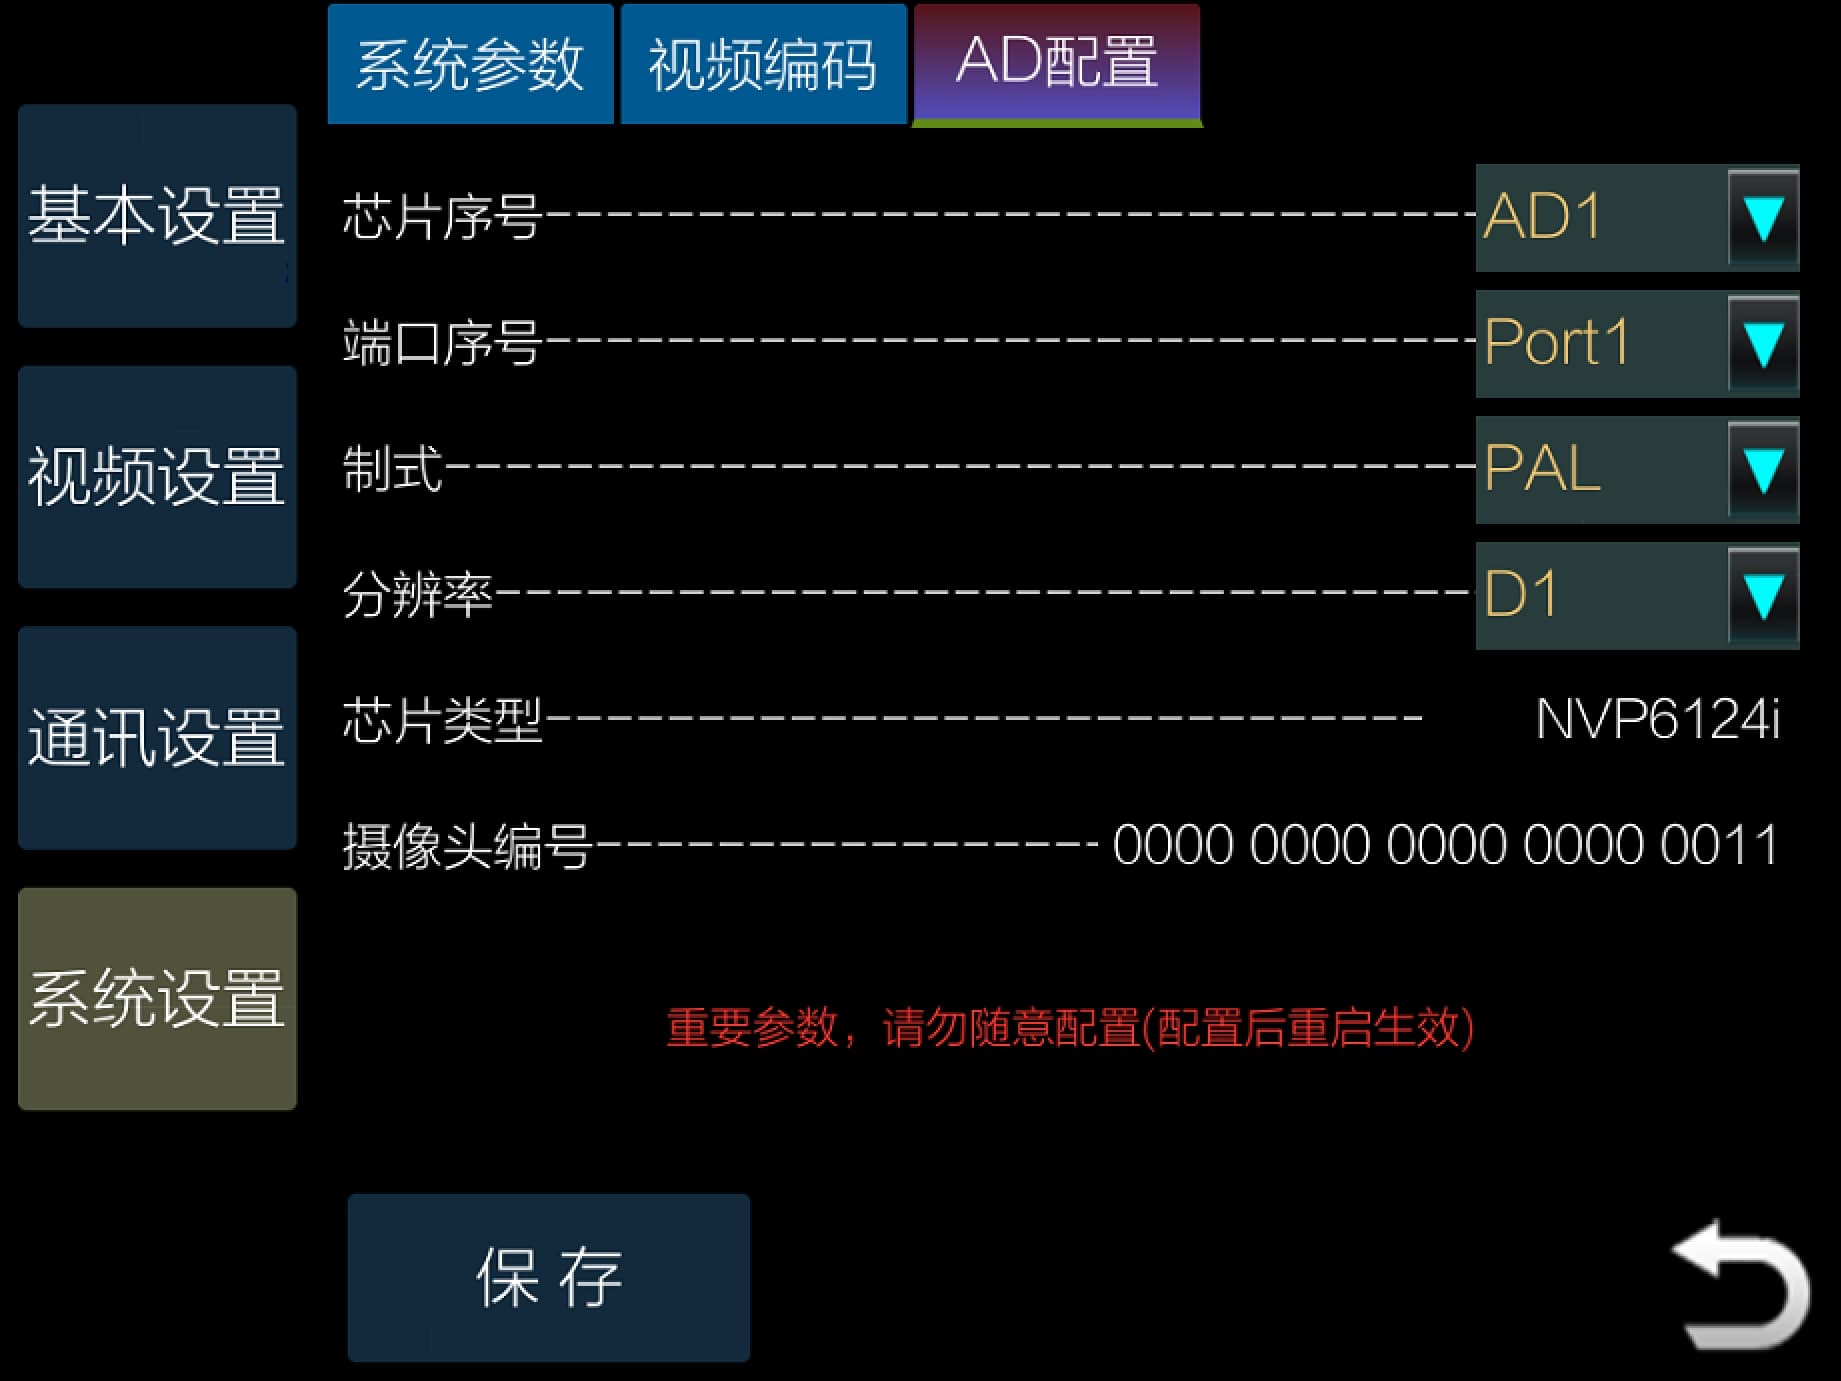 系统参数 视频编码 AD配置
基本设置
视频设置
通讯设置
系统设置
芯片序号 AD1
端口序号 Port1
制式 PAL
分辨率 D1
芯片类型 NVP6124i
摄像头编号 0000 0000 0000 0000 0011
重要参数，请勿随意配置(配置后重启生效)
保存